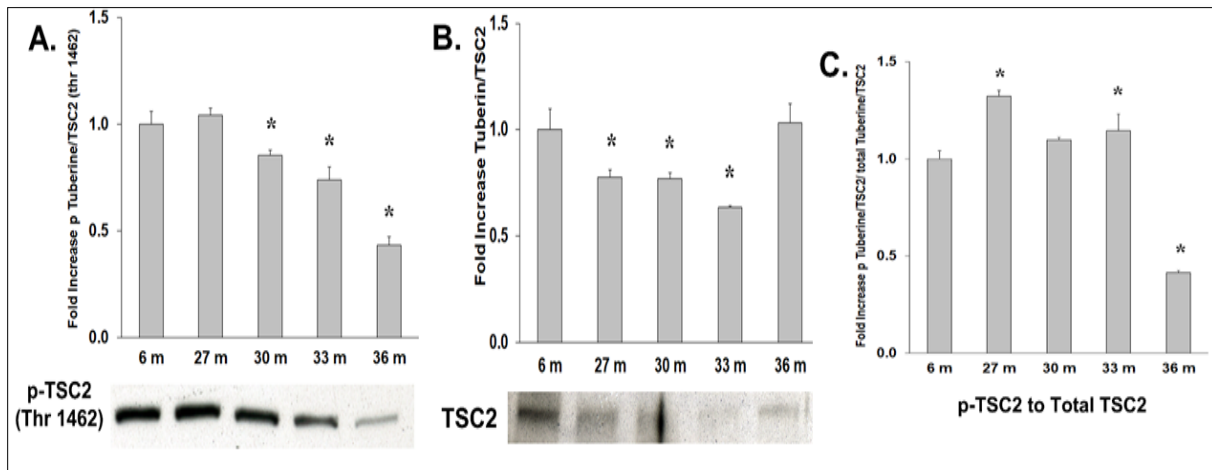 A.
Fold Increase p Tuberine/TSC2 (thr 1462)
1.5
1.0
0.5
0.0
6 m 27 m 30 m 33 m 36 m
* * *
p-TSC2
(Thr 1462)
B.
Fold Increase Tuberin/TSC2
1.5
1.0
0.5
0.0
6 m 27 m 30 m 33 m 36 m
* * *
TSC2
C.
Fold Increase p Tuberine/TSC2/ total Tuberine/TSC2
1.5
1.0
0.5
0.0
6 m 27 m 30 m 33 m 36 m
* * *
p-TSC2 to Total TSC2